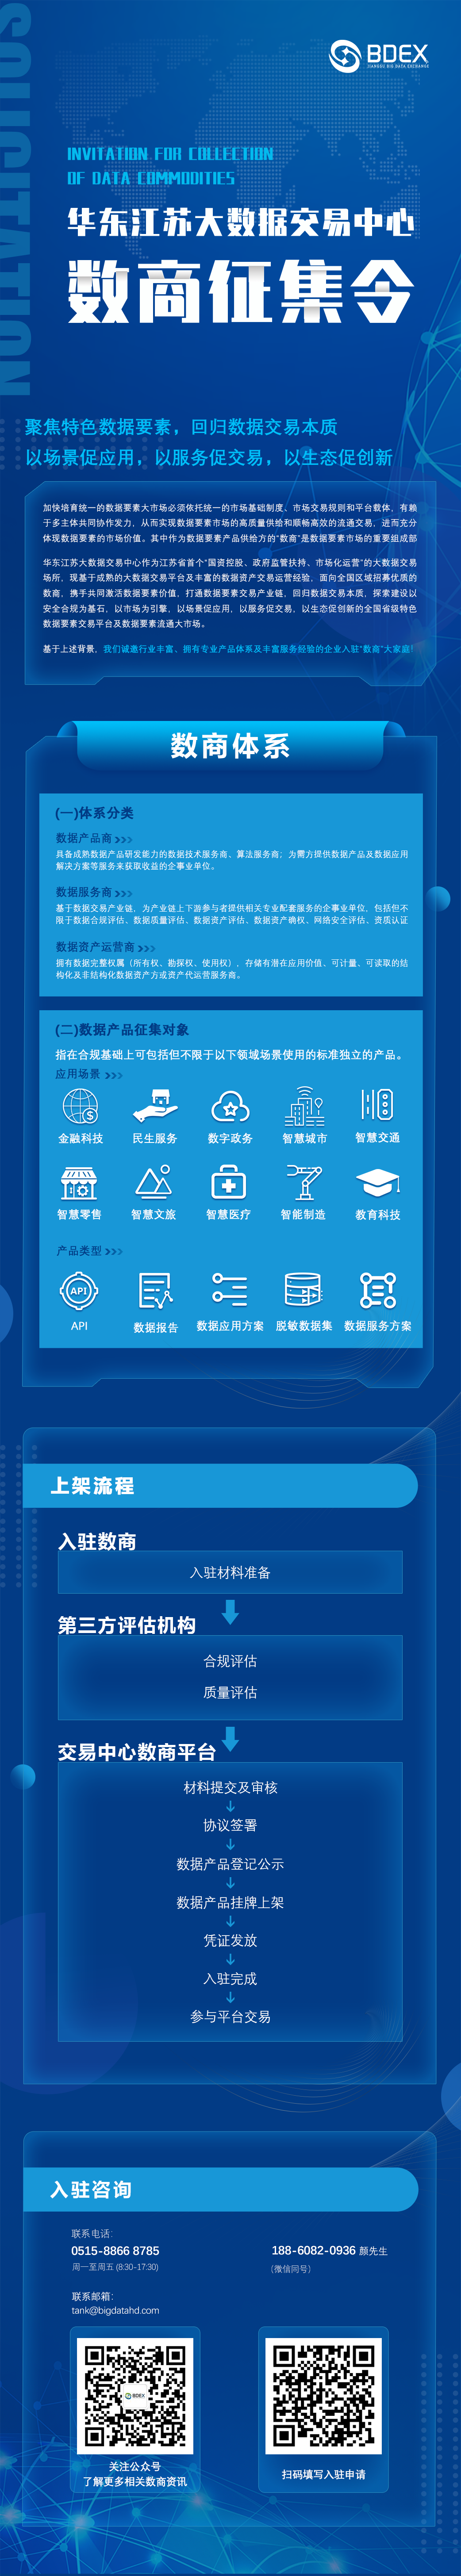 SOLICITATION
BDEX
JIANGSU BIG DATA EXCHANGE
INVITATION FOR COLLECTION
OF DATA COMMODITIES
华东江苏大数据交易中心
数商征集令
聚焦特色数据要素，回归数据交易本质
以场景促应用，以服务促交易，以生态促创新
加快培育统一的数据要素大市场必须依托统一的市场基础制度、市场交易规则和平台载体，有赖
于多主体共同协作发力，从而实现数据要素市场的高质量供给和顺畅高效的流通交易，进而充分
体现数据要素的市场价值。其中作为数据要素产品供给方的“数商”是数据要素市场的重要组成部
华东江苏大数据交易中心作为江苏省首个“国资控股、政府监管扶持、市场化运营”的大数据交易
场所，现基于成熟的大数据交易平台及丰富的数据资产交易运营经验，面向全国区域招募优质的
数商，携手共同激活数据要素价值，打通数据要素交易产业链，回归数据交易本质，探索建设以
安全合规为基石，以市场为引擎，以场景促应用，以服务促交易，以生态促创新的全国省级特色
数据要素交易平台及数据要素流通大市场。
基于上述背景，我们诚邀行业丰富、拥有专业产品体系及丰富服务经验的企业入驻“数商”大家庭！
数商体系
(一)体系分类
数据产品商
具备成熟数据产品研发能力的数据技术服务商、算法服务商；为需方提供数据产品及数据应用
解决方案等服务来获取收益的企事业单位。
数据服务商
基于数据交易产业链，为产业链上下游参与者提供相关专业配套服务的企事业单位，包括但不
限于数据合规评估、数据质量评估、数据资产评估、数据资产确权、网络安全评估、资质认证
数据资产运营商
拥有数据完整权属（所有权、勘探权、使用权），存储有潜在应用价值、可计量、可读取的结
构化及非结构化数据资产方或资产代运营服务商。
(二)数据产品征集对象
指在合规基础上可包括但不限于以下领域场景使用的标准独立的产品。
应用场景
金融科技 民生服务 数字政务 智慧城市 智慧交通
智慧零售 智慧文旅 智慧医疗 智能制造 教育科技
产品类型
API
API 数据报告 数据应用方案 脱敏数据集 数据服务方案
上架流程
入驻数商
入驻材料准备
第三方评估机构
合规评估
质量评估
交易中心数商平台
材料提交及审核
协议签署
数据产品登记公示
数据产品挂牌上架
凭证发放
入驻完成
参与平台交易
入驻咨询
联系电话：
0515-8866 8785 188-6082-0936 颜先生
周一至周五 (8:30-17:30) （微信同号）
联系邮箱：
tank@bigdatahd.com
BDEX
关注公众号
了解更多相关数商资讯
扫码填写入驻申请